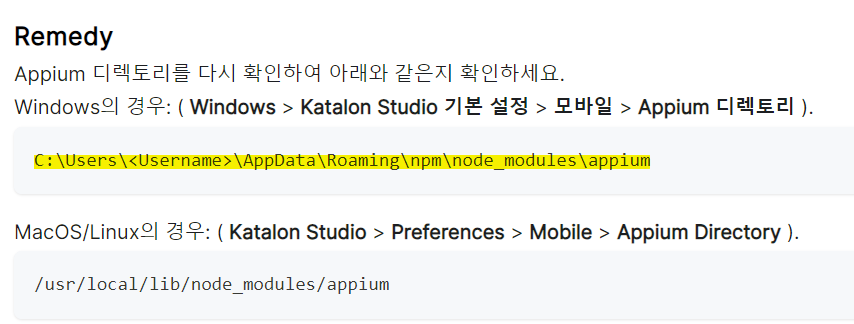 Remedy
Appium 디렉토리를 다시 확인하여 아래와 같은지 확인하세요.
Windows의 경우: ( Windows > Katalon Studio 기본 설정 > 모바일 > Appium 디렉토리 ).
C:\Users\<Username>\AppData\Roaming\npm\node_modules\appium
MacOS/Linux의 경우: ( Katalon Studio > Preferences > Mobile > Appium Directory ).
/usr/local/lib/node_modules/appium